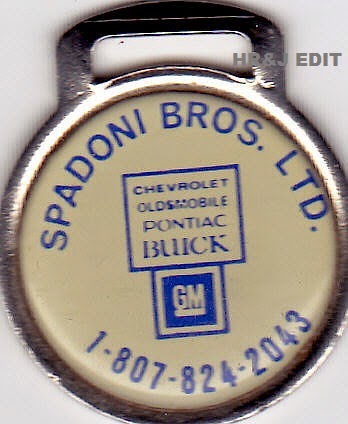 HR&J EDIT
SPADONI BROS. LTD.
CHEVROLET
OLDSMOBILE
PONTIAC
BUICK
GM
1-807-824-2043